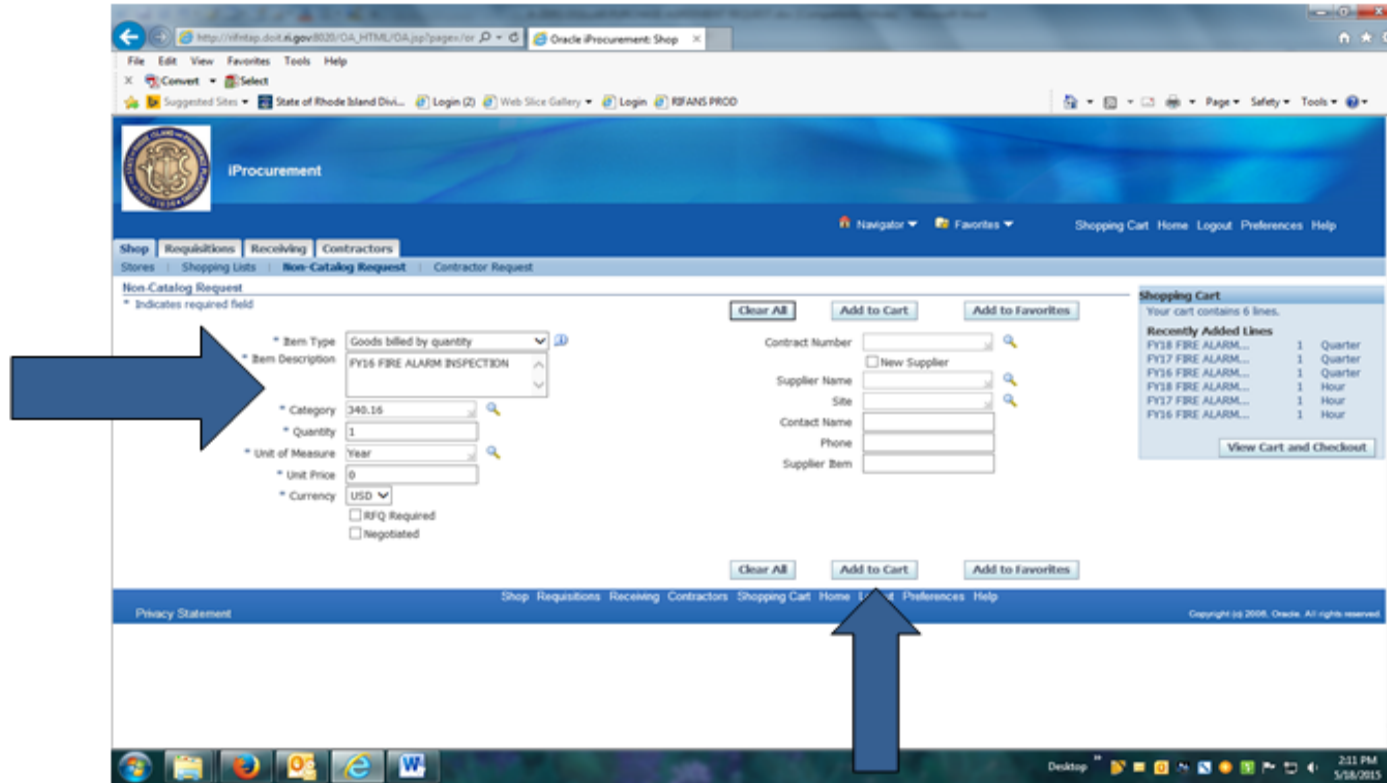 http://rifntap.doit.ri.gov:8020/OA_HTML/OA.jsp?page=/or
Oracle iProcurement: Shop
File Edit View Favorites Tools Help
Convert Select
Suggested Sites State of Rhode Island Divi... Login (2) Web Slice Gallery Login RIFANS PROD
Page Safety Tools
iProcurement
Navigator Favorites Shopping Cart Home Logout Preferences Help
Shop Requisitions Receiving Contractors
Stores | Shopping Lists | Non-Catalog Request | Contractor Request
Non-Catalog Request
* Indicates required field
Clear All Add to Cart Add to Favorites
* Item Type Goods billed by quantity
* Item Description FY16 FIRE ALARM INSPECTION
* Category 340.16
* Quantity 1
* Unit of Measure Year
* Unit Price 0
* Currency USD
RFQ Required
Negotiated
Contract Number
New Supplier
Supplier Name
Site
Contact Name
Phone
Supplier Item
Shopping Cart
Your cart contains 6 lines.
Recently Added Lines
FY18 FIRE ALARM... 1 Quarter
FY17 FIRE ALARM... 1 Quarter
FY16 FIRE ALARM... 1 Quarter
FY18 FIRE ALARM... 1 Hour
FY17 FIRE ALARM... 1 Hour
FY16 FIRE ALARM... 1 Hour
View Cart and Checkout
Clear All Add to Cart Add to Favorites
Shop Requisitions Receiving Contractors Shopping Cart Home Preferences Help
Privacy Statement
Copyright (c) 2006, Oracle. All rights reserved.
Desktop
2:11 PM
5/18/2015